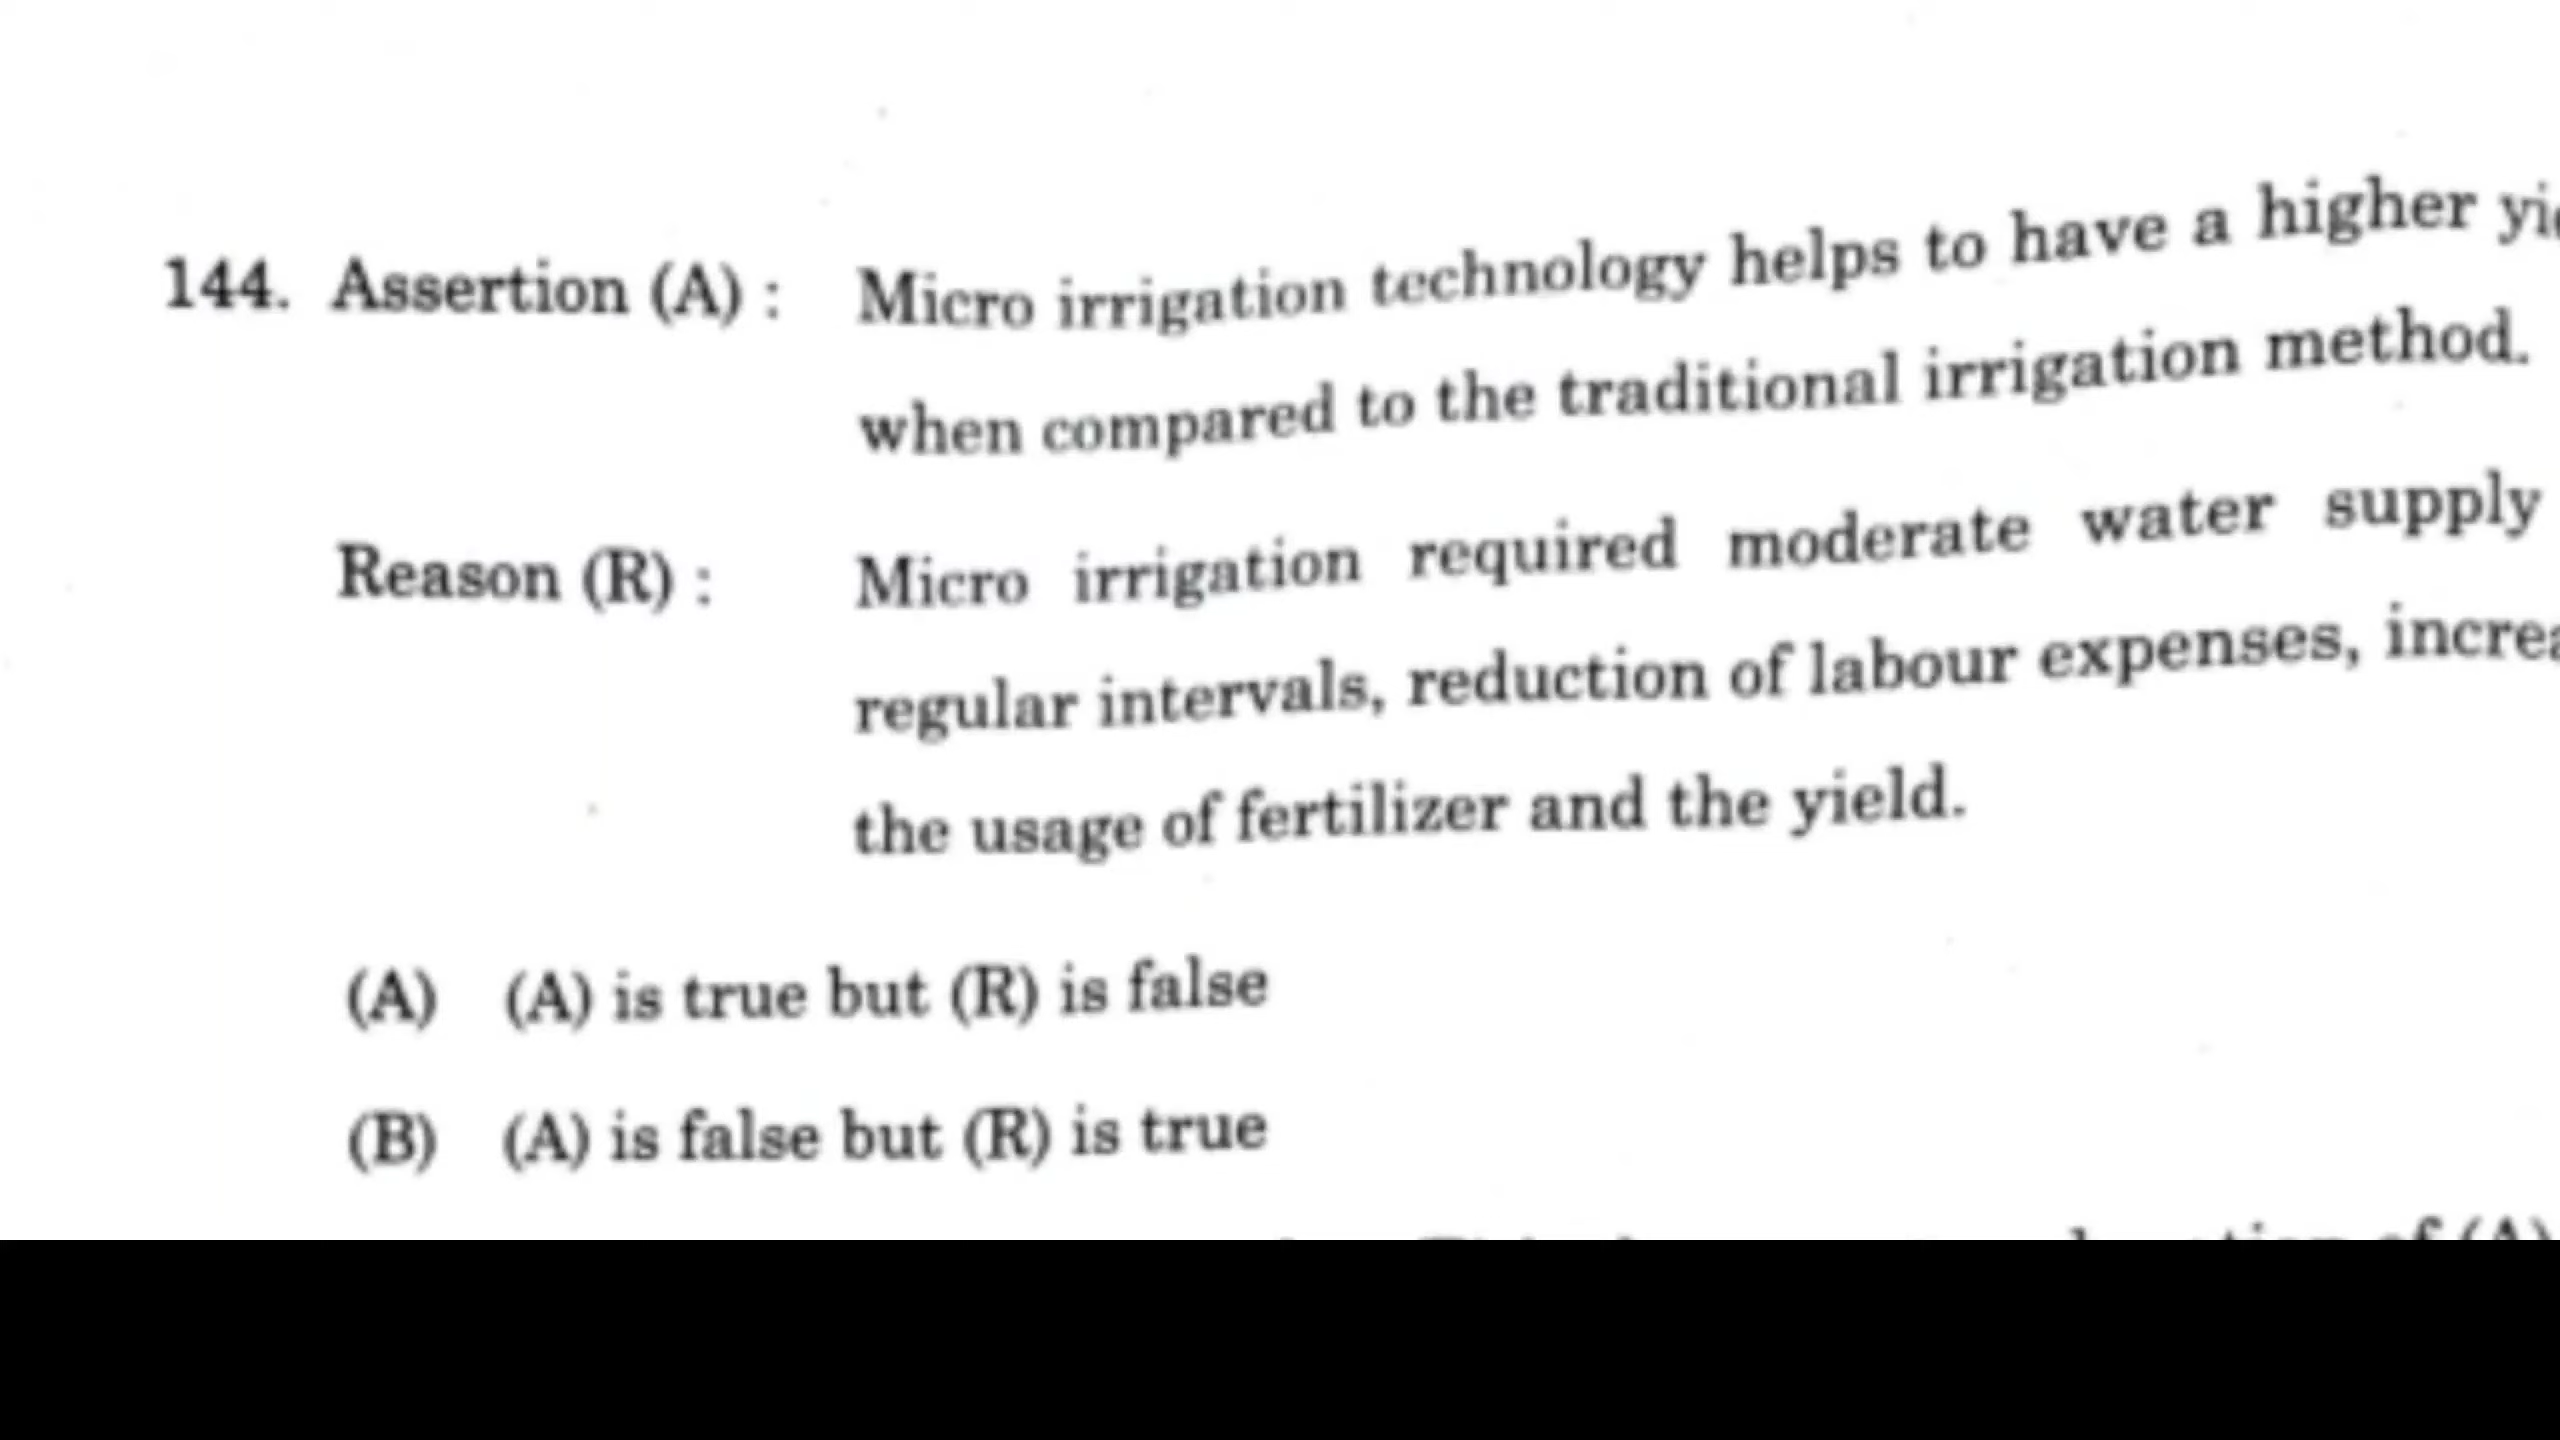 144. Assertion (A) : Micro irrigation technology helps to have a higher
when compared to the traditional irrigation method.
Reason (R) : Micro irrigation required moderate water supply
regular intervals, reduction of labour expenses,
the usage of fertilizer and the yield.
(A) (A) is true but (R) is false
(B) (A) is false but (R) is true
of (A)